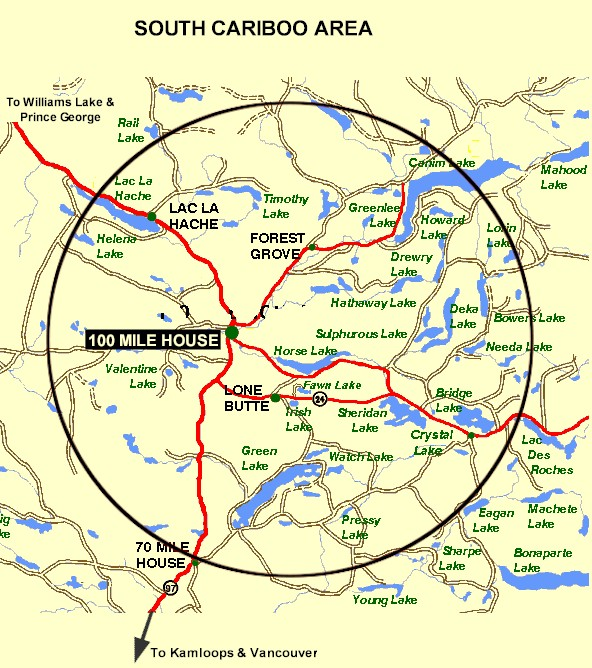 SOUTH CARIBOO AREA
To Williams Lake &
Prince George
Rail
Lake
Canim Lake
Mahood
Lake
Lac La
Hache
LAC LA
HACHE
Timothy
Lake
Greenlee
Lake
Howard
Lake
Lorin
Lake
Helena
Lake
FOREST
GROVE
Drewry
Lake
Hathaway Lake
Deka
Lake
Bowers Lake
100 MILE HOUSE
Sulphurous Lake
Needa Lake
Horse Lake
Valentine
Lake
LONE
BUTTE
Fawn Lake
24
Irish
Lake
Sheridan
Lake
Bridge
Lake
Crystal
Lake
Lac
Des
Roches
Green
Lake
Watch Lake
Pressy
Lake
Eagan
Lake
Machete
Lake
ig
ke
70 MILE
HOUSE
Sharpe
Lake
Bonaparte
Lake
97
Young Lake
To Kamloops & Vancouver